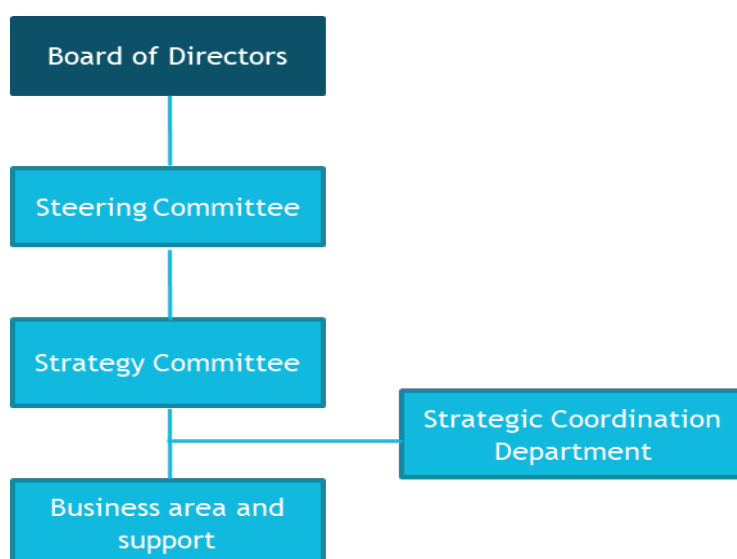 Board of Directors
Steering Committee
Strategy Committee
Strategic Coordination
Department
Business area and
support